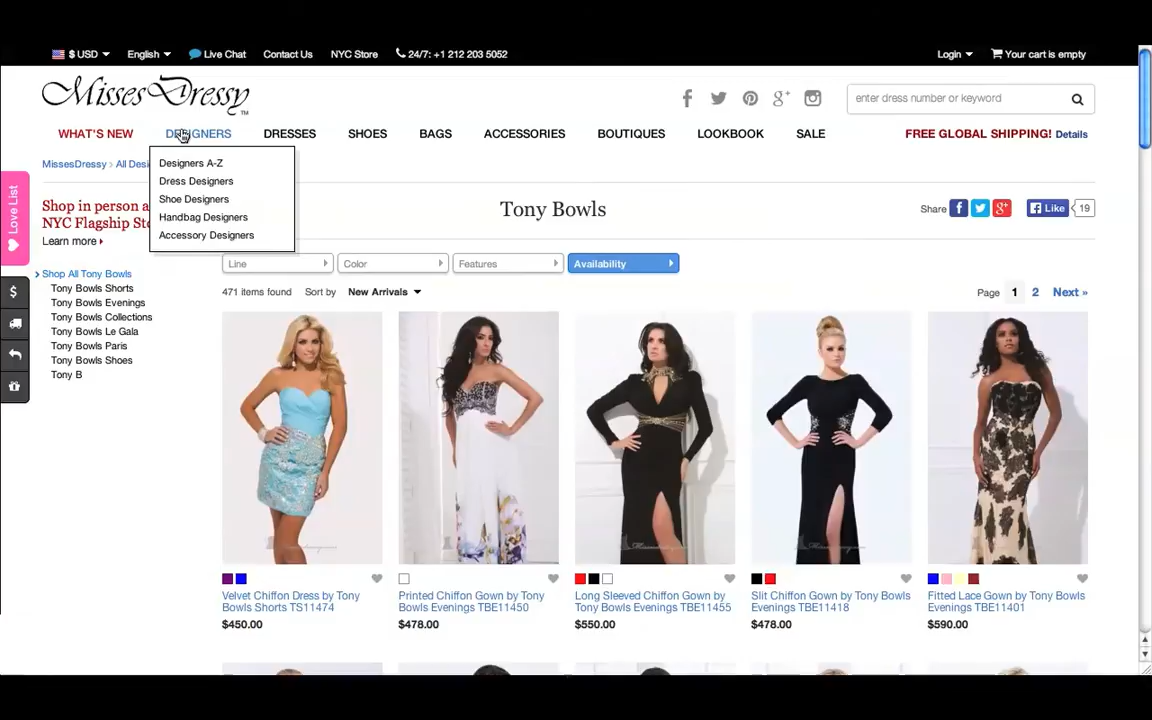 $ USD English Live Chat Contact Us NYC Store 24/7: +1 212 203 5052 Login Your cart is empty
MissesDressy TM
enter dress number or keyword
WHAT'S NEW DESIGNERS DRESSES SHOES BAGS ACCESSORIES BOUTIQUES LOOKBOOK SALE FREE GLOBAL SHIPPING! Details
MissesDressy > All Desi
Designers A-Z
Dress Designers
Shoe Designers
Handbag Designers
Accessory Designers
Love List
Shop in person a
NYC Flagship Sto
Learn more
Tony Bowls
Share Like 19
Line Color Features Availability
Shop All Tony Bowls
Tony Bowls Shorts
Tony Bowls Evenings
Tony Bowls Collections
Tony Bowls Le Gala
Tony Bowls Paris
Tony Bowls Shoes
Tony B
471 items found Sort by New Arrivals Page 1 2 Next »
Velvet Chiffon Dress by Tony
Bowls Shorts TS11474
$450.00
Printed Chiffon Gown by Tony
Bowls Evenings TBE11450
$478.00
Long Sleeved Chiffon Gown by
Tony Bowls Evenings TBE11455
$550.00
Slit Chiffon Gown by Tony Bowls
Evenings TBE11418
$478.00
Fitted Lace Gown by Tony Bowls
Evenings TBE11401
$590.00